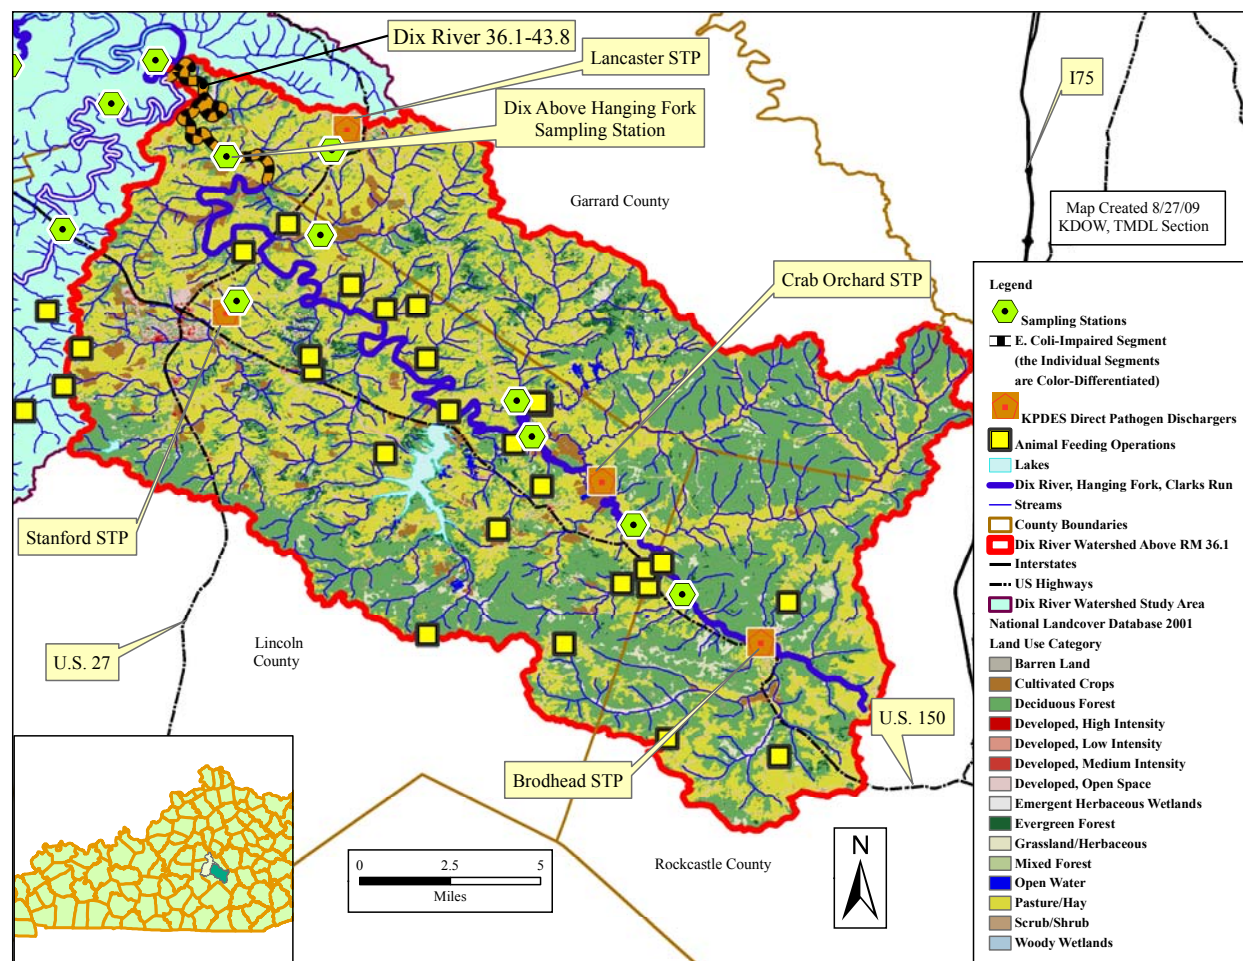 Dix River 36.1-43.8
Lancaster STP
Dix Above Hanging Fork
Sampling Station
I75
Garrard County
Map Created 8/27/09
KDOW, TMDL Section
Crab Orchard STP
Stanford STP
U.S. 27
Lincoln
County
U.S. 150
Brodhead STP
Rockcastle County
0 2.5 5
Miles
N
Legend
Sampling Stations
E. Coli-Impaired Segment
(the Individual Segments
are Color-Differentiated)
KPDES Direct Pathogen Dischargers
Animal Feeding Operations
Lakes
Dix River, Hanging Fork, Clarks Run
Streams
County Boundaries
Dix River Watershed Above RM 36.1
Interstates
US Highways
Dix River Watershed Study Area
National Landcover Database 2001
Land Use Category
Barren Land
Cultivated Crops
Deciduous Forest
Developed, High Intensity
Developed, Low Intensity
Developed, Medium Intensity
Developed, Open Space
Emergent Herbaceous Wetlands
Evergreen Forest
Grassland/Herbaceous
Mixed Forest
Open Water
Pasture/Hay
Scrub/Shrub
Woody Wetlands